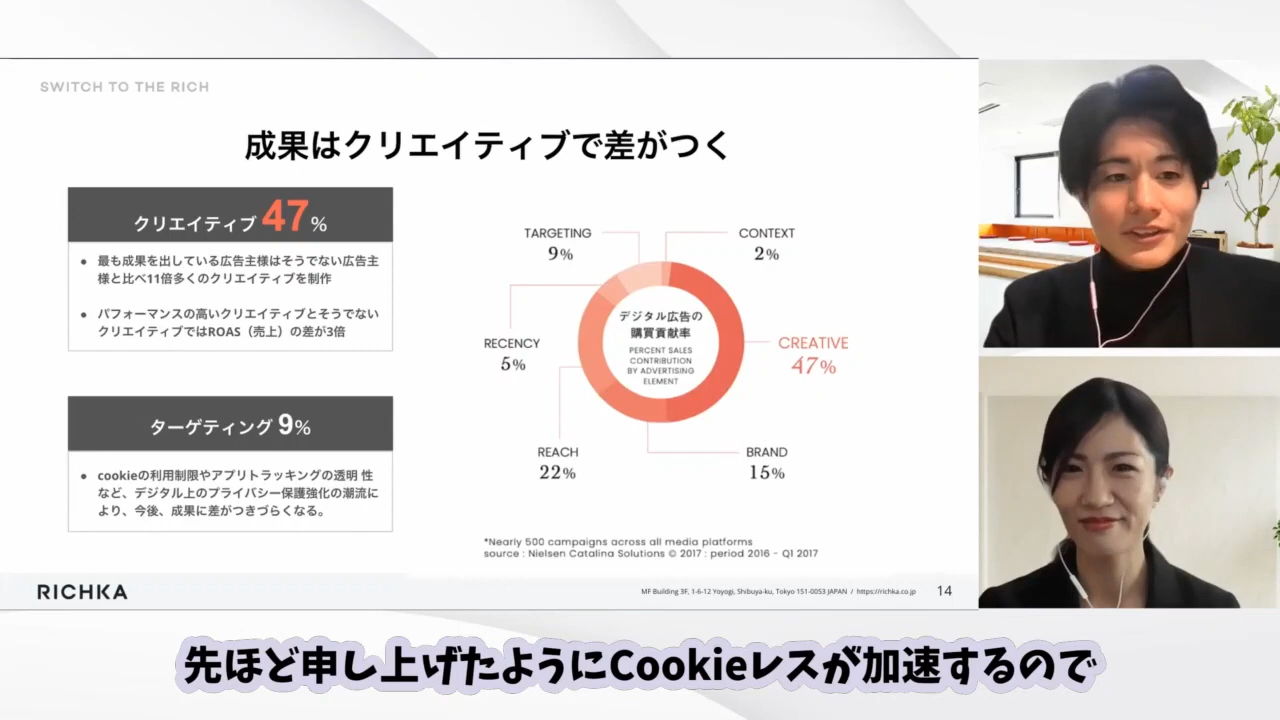 SWITCH TO THE RICH
成果はクリエイティブで差がつく
クリエイティブ 47%
● 最も成果を出している広告主様はそうでない広告主
様と比べ11倍多くのクリエイティブを制作
● パフォーマンスの高いクリエイティブとそうでない
クリエイティブではROAS（売上）の差が3倍
ターゲティング 9%
● cookieの利用制限やアプリトラッキングの透明 性
など、デジタル上のプライバシー保護強化の潮流に
より、今後、成果に差がつきづらくなる。
TARGETING
9%
CONTEXT
2%
RECENCY
5%
デジタル広告の
購買貢献率
PERCENT SALES
CONTRIBUTION
BY ADVERTISING
ELEMENT
CREATIVE
47%
REACH
22%
BRAND
15%
*Nearly 500 campaigns across all media platforms
source : Nielsen Catalina Solutions © 2017 : period 2016 - Q1 2017
RICHKA
MF Building 3F, 1-6-12 Yoyogi, Shibuya-ku, Tokyo 151-0053 JAPAN / https://richka.co.jp
14
先ほど申し上げたようにCookieレスが加速するので